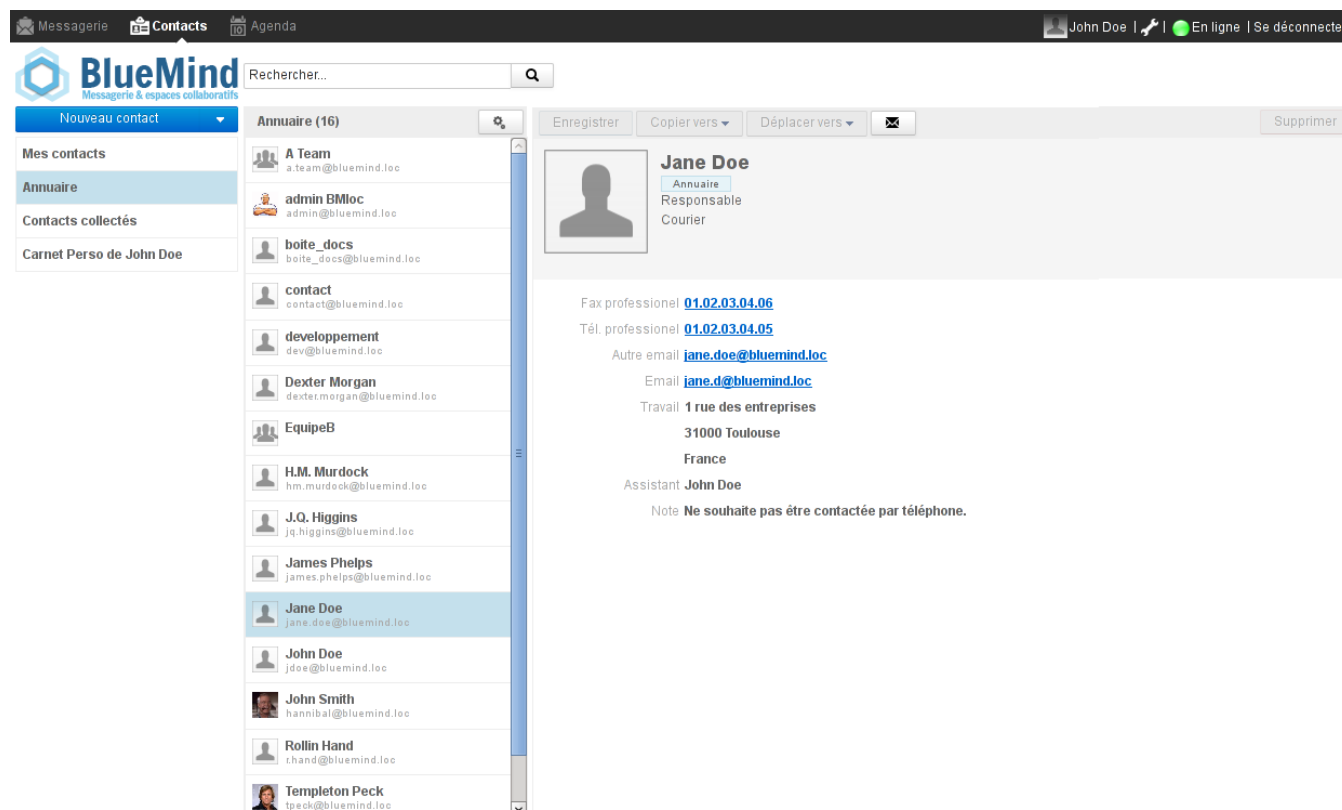 Messagerie Contacts Agenda John Doe | | En ligne | Se déconnecte
BlueMind
Messagerie & espaces collaboratifs
Rechercher...
Nouveau contact
Mes contacts
Annuaire
Contacts collectés
Carnet Perso de John Doe
Annuaire (16)
A Team
a.team@bluemind.loc
admin BMloc
admin@bluemind.loc
boite_docs
boite_docs@bluemind.loc
contact
contact@bluemind.loc
developpement
dev@bluemind.loc
Dexter Morgan
dexter.morgan@bluemind.loc
EquipeB
H.M. Murdock
hm.murdock@bluemind.loc
J.Q. Higgins
jq.higgins@bluemind.loc
James Phelps
james.phelps@bluemind.loc
Jane Doe
jane.doe@bluemind.loc
John Doe
jdoe@bluemind.loc
John Smith
hannibal@bluemind.loc
Rollin Hand
r.hand@bluemind.loc
Templeton Peck
tpeck@bluemind.loc
Enregistrer Copier vers Déplacer vers Supprimer
Jane Doe
Annuaire
Responsable
Courier
Fax professionel 01.02.03.04.06
Tél. professionel 01.02.03.04.05
Autre email jane.doe@bluemind.loc
Email jane.d@bluemind.loc
Travail 1 rue des entreprises
31000 Toulouse
France
Assistant John Doe
Note Ne souhaite pas être contactée par téléphone.